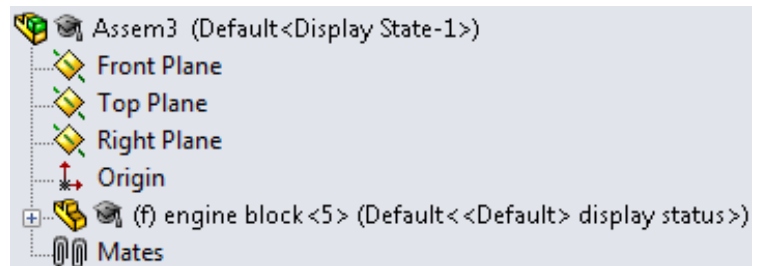 Assem3 (Default<Display State-1>)
Front Plane
Top Plane
Right Plane
Origin
(f) engine block<5> (Default<<Default> display status>)
Mates